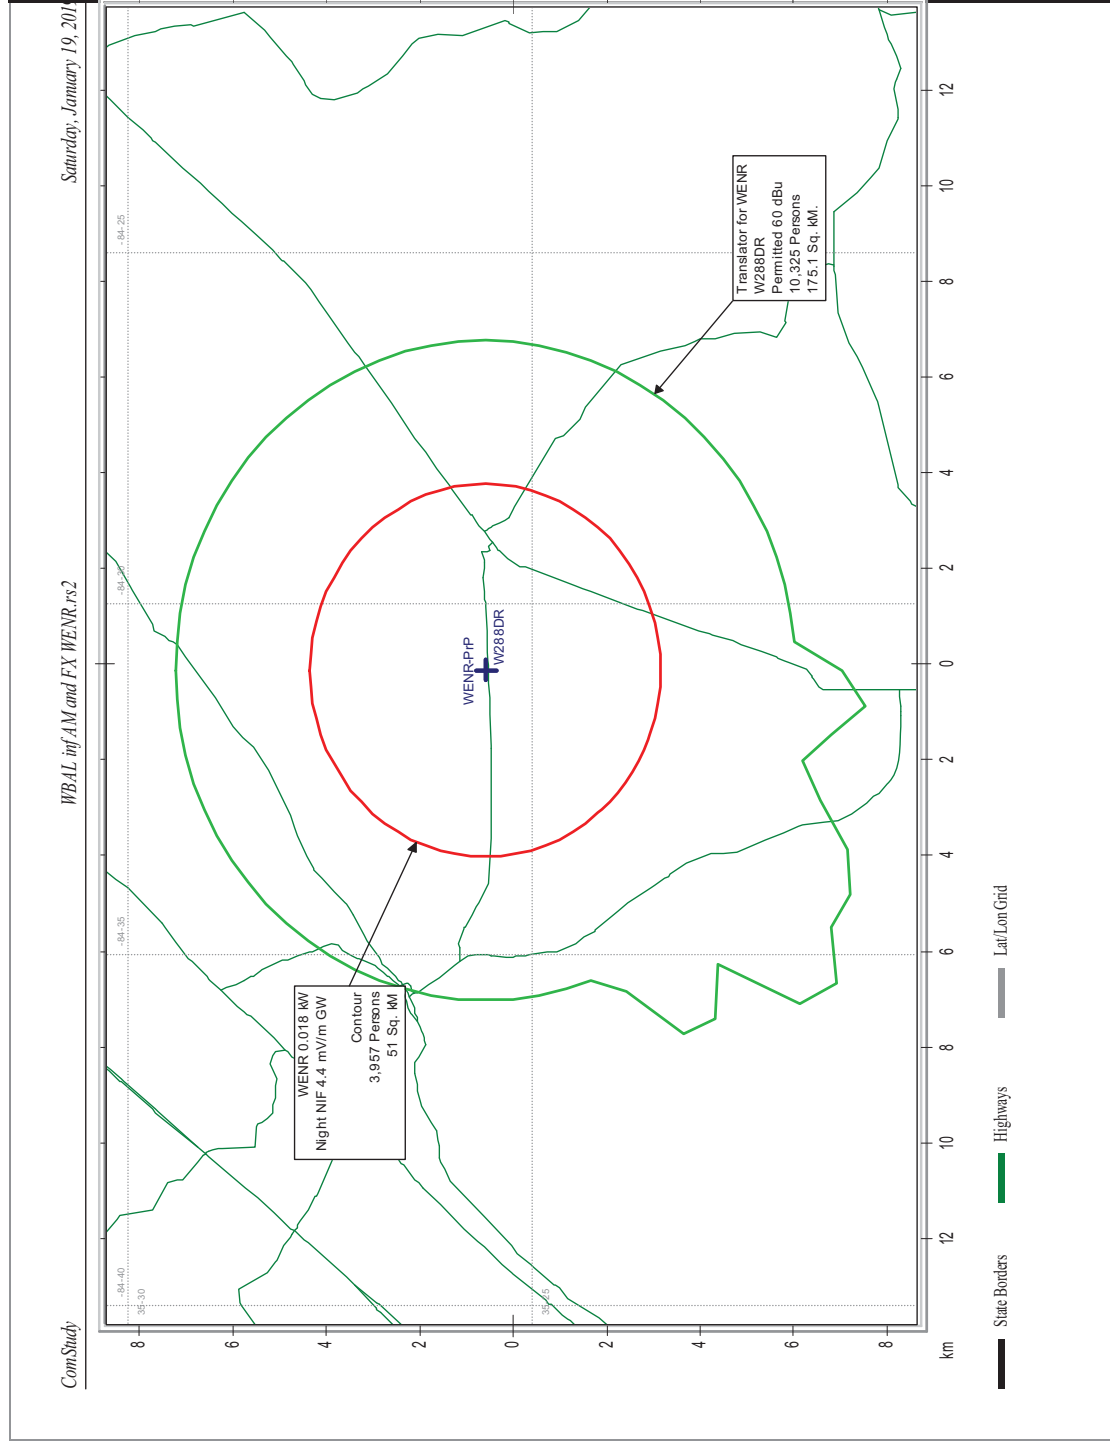 ComStudy
WBAL inf AM and FX WENR.rs2
Saturday, January 19, 2019
-84-40
-84-35
-84-30
-84-25
35-30
35-25
WENR 0.018 kW
Night NIF 4.4 mV/m GW
Contour
3,957 Persons
51 Sq. kM
WENR-PrP
W288DR
Translator for WENR
W288DR
Permitted 60 dBu
10,325 Persons
175.1 Sq. kM.
8
6
4
2
0
2
4
6
8
km
12
10
8
6
4
2
0
2
4
6
8
10
12
State Borders
Highways
Lat/Lon Grid